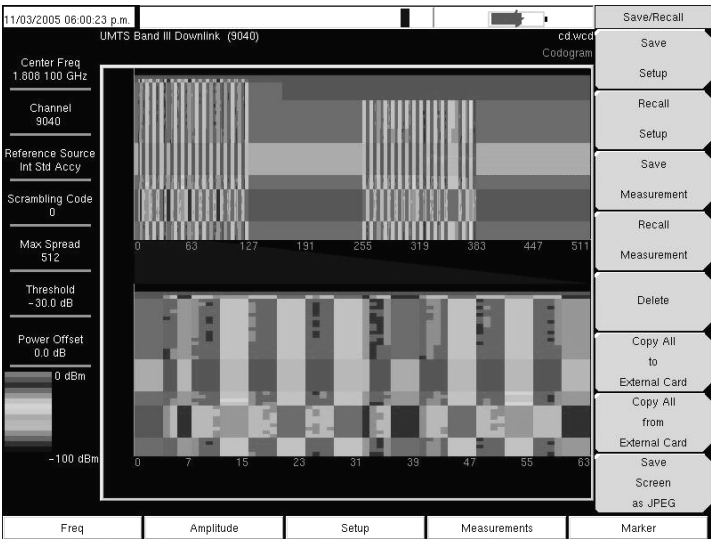 11/03/2005 06:00:23 p.m.
Save/Recall
UMTS Band III Downlink (9040)
cd.wcd
Codogram
Center Freq
1.808 100 GHz
Channel
9040
Reference Source
Int Std Accy
Scrambling Code
0
Max Spread
512
Threshold
-30.0 dB
Power Offset
0.0 dB
0 dBm
-100 dBm
0 63 127 191 255 319 383 447 511
0 7 15 23 31 39 47 55 63
Save
Setup
Recall
Setup
Save
Measurement
Recall
Measurement
Delete
Copy All
to
External Card
Copy All
from
External Card
Save
Screen
as JPEG
Freq
Amplitude
Setup
Measurements
Marker